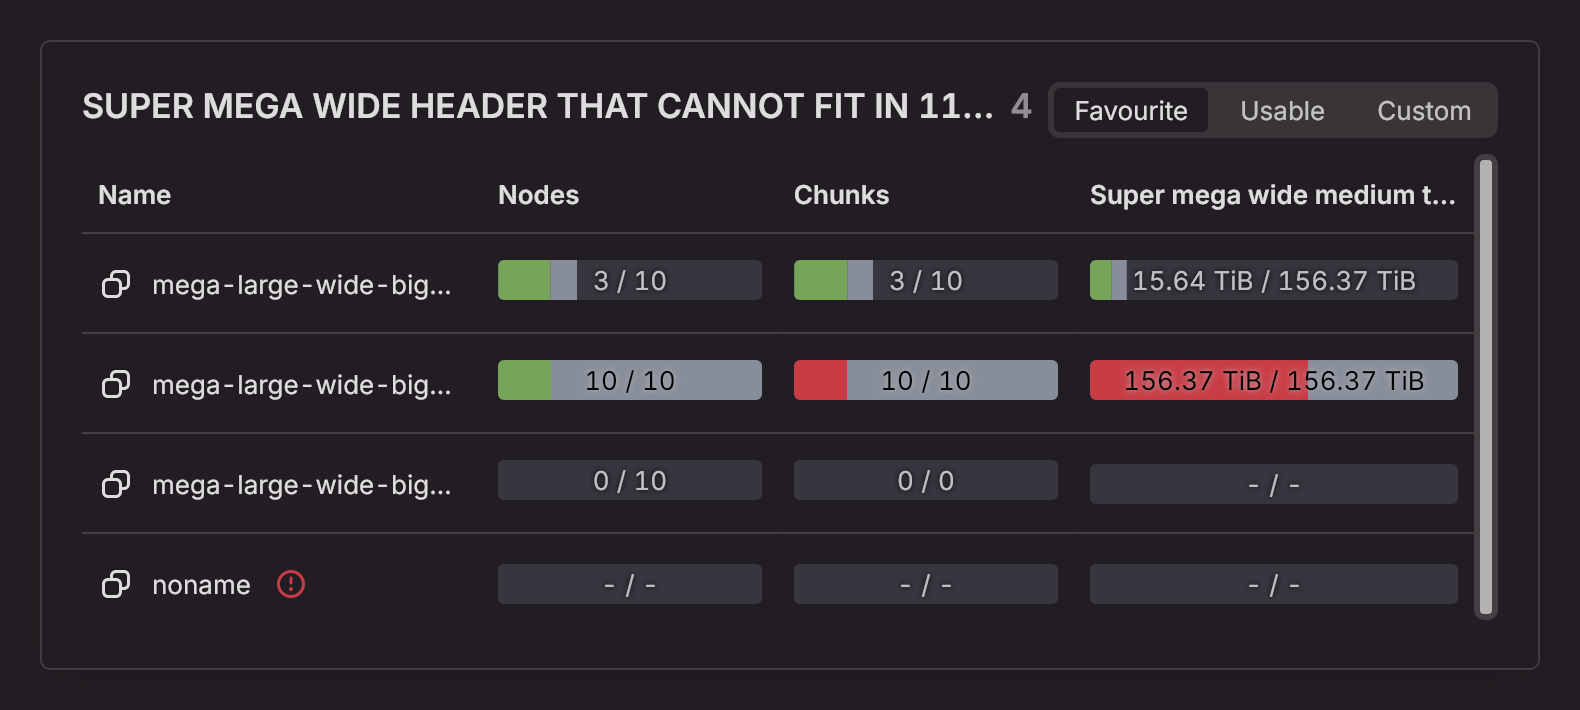 SUPER MEGA WIDE HEADER THAT CANNOT FIT IN 11... 4 Favourite Usable Custom
Name Nodes Chunks Super mega wide medium t...
mega-large-wide-big... 3 / 10 3 / 10 15.64 TiB / 156.37 TiB
mega-large-wide-big... 10 / 10 10 / 10 156.37 TiB / 156.37 TiB
mega-large-wide-big... 0 / 10 0 / 0 - / -
noname - / - - / - - / -